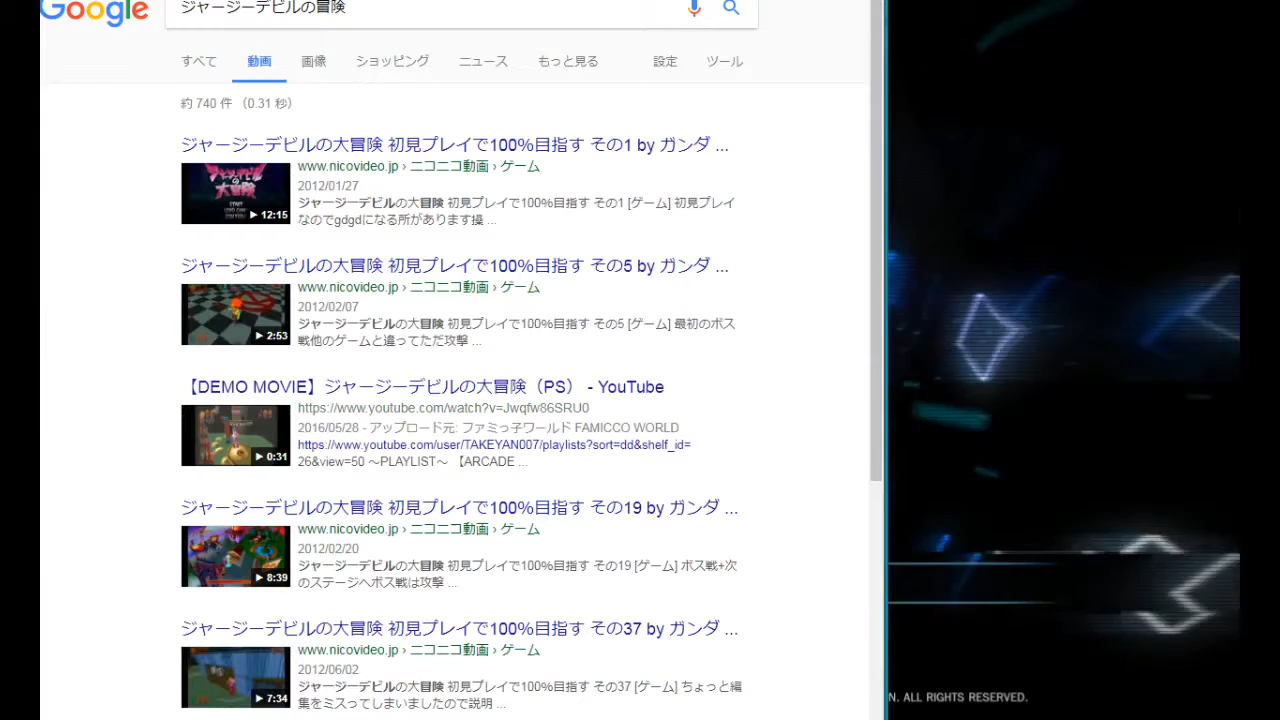 Google
ジャージーデビルの冒険
すべて 動画 画像 ショッピング ニュース もっと見る 設定 ツール
約 740 件 （0.31 秒）
ジャージーデビルの大冒険 初見プレイで100%目指す その1 by ガンダ ...
www.nicovideo.jp › ニコニコ動画 › ゲーム
2012/01/27
ジャージーデビルの大冒険 初見プレイで100%目指す その1 [ゲーム] 初見プレイ
なのでgdgdになる所があります操 ...
12:15
ジャージーデビルの大冒険 初見プレイで100%目指す その5 by ガンダ ...
www.nicovideo.jp › ニコニコ動画 › ゲーム
2012/02/07
ジャージーデビルの大冒険 初見プレイで100%目指す その5 [ゲーム] 最初のボス
戦他のゲームと違ってただ攻撃 ...
2:53
【DEMO MOVIE】ジャージーデビルの大冒険（PS） - YouTube
https://www.youtube.com/watch?v=Jwqfw86SRU0
2016/05/28 - アップロード元: ファミっ子ワールド FAMICCO WORLD
https://www.youtube.com/user/TAKEYAN007/playlists?sort=dd&shelf_id=
26&view=50 ～PLAYLIST～ 【ARCADE ...
0:31
ジャージーデビルの大冒険 初見プレイで100%目指す その19 by ガンダ ...
www.nicovideo.jp › ニコニコ動画 › ゲーム
2012/02/20
ジャージーデビルの大冒険 初見プレイで100%目指す その19 [ゲーム] ボス戦+次
のステージへボス戦は攻撃 ...
8:39
ジャージーデビルの大冒険 初見プレイで100%目指す その37 by ガンダ ...
www.nicovideo.jp › ニコニコ動画 › ゲーム
2012/06/02
ジャージーデビルの大冒険 初見プレイで100%目指す その37 [ゲーム] ちょっと編
集をミスってしまいましたので説明 ...
7:34
N. ALL RIGHTS RESERVED.